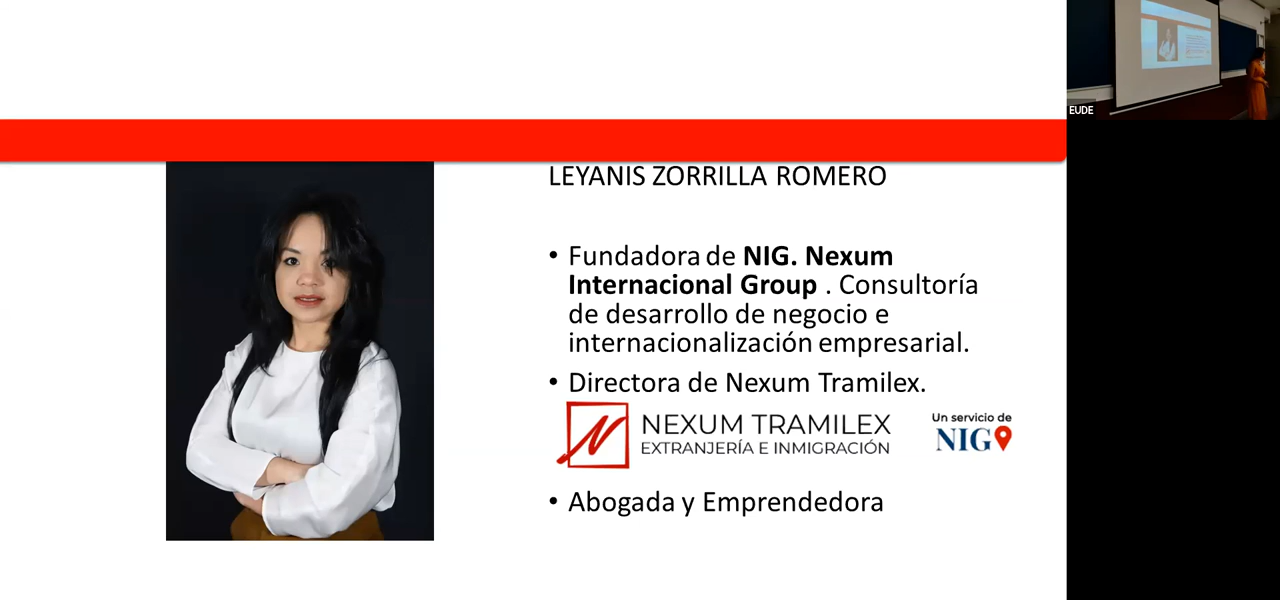 EUDE
LEYANIS ZORRILLA ROMERO
• Fundadora de NIG. Nexum
Internacional Group . Consultoría
de desarrollo de negocio e
internacionalización empresarial.
• Directora de Nexum Tramilex.
NEXUM TRAMILEX
EXTRANJERÍA E INMIGRACIÓN
Un servicio de
NIG
• Abogada y Emprendedora